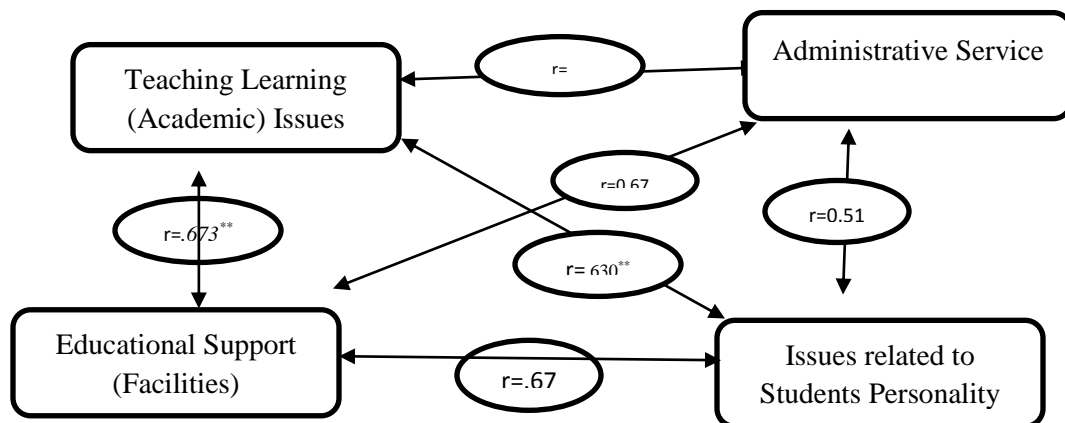 Teaching Learning
(Academic) Issues
r=
Administrative Service
r=0.67
r=0.51
r=.673**
r= 630**
Educational Support
(Facilities)
r=.67
Issues related to
Students Personality